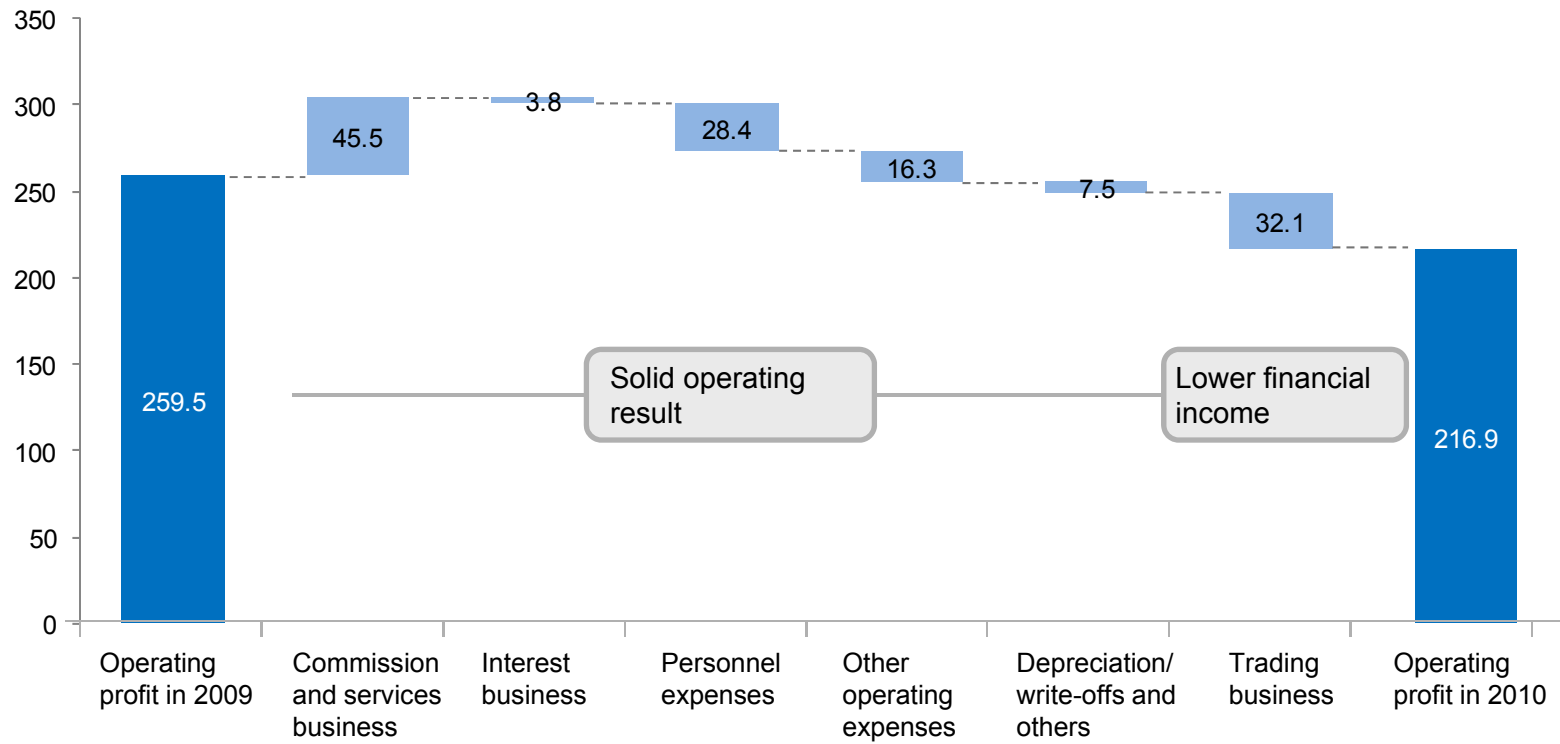 350
300
250
200
150
100
50
0
259.5
45.5
3.8
28.4
16.3
7.5
32.1
216.9
Solid operating
result
Lower financial
income
Operating
profit in 2009
Commission
and services
business
Interest
business
Personnel
expenses
Other
operating
expenses
Depreciation/
write-offs and
others
Trading
business
Operating
profit in 2010